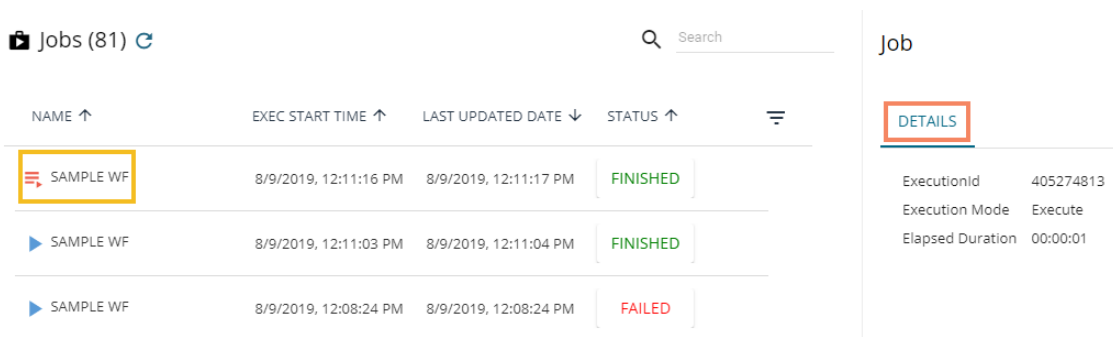 Jobs (81)
Search
NAME EXEC START TIME LAST UPDATED DATE STATUS
SAMPLE WF 8/9/2019, 12:11:16 PM 8/9/2019, 12:11:17 PM FINISHED
SAMPLE WF 8/9/2019, 12:11:03 PM 8/9/2019, 12:11:04 PM FINISHED
SAMPLE WF 8/9/2019, 12:08:24 PM 8/9/2019, 12:08:24 PM FAILED
Job
DETAILS
ExecutionId 405274813
Execution Mode Execute
Elapsed Duration 00:00:01